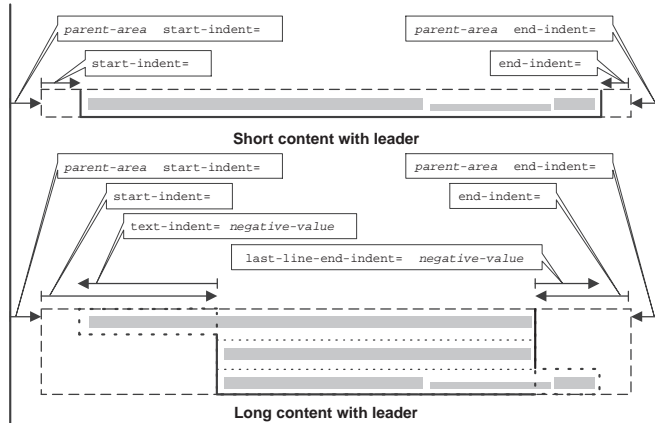 parent-area start-indent= parent-area end-indent=
start-indent= end-indent=
Short content with leader
parent-area start-indent= parent-area end-indent=
start-indent= end-indent=
text-indent= negative-value
last-line-end-indent= negative-value
Long content with leader